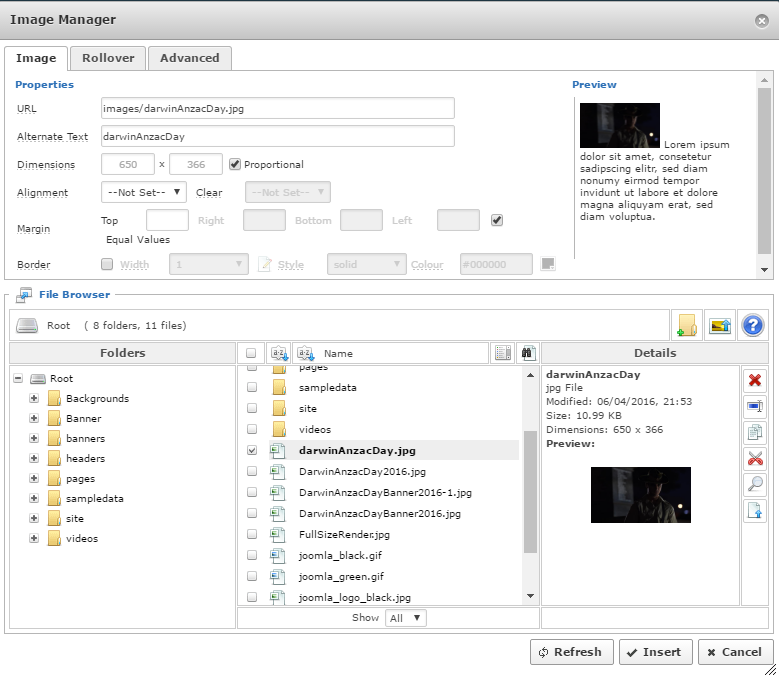 Image Manager
Image Rollover Advanced
Properties
Preview
URL images/darwinAnzacDay.jpg
Alternate Text darwinAnzacDay
Dimensions 650 x 366 Proportional
Alignment --Not Set-- Clear --Not Set--
Margin Top Right Bottom Left
Equal Values
Border Width 1 Style solid Colour #000000
Lorem ipsum
dolor sit amet, consetetur
sadipscing elitr, sed diam
nonumy eirmod tempor
invidunt ut labore et dolore
magna aliquyam erat, sed
diam voluptua.
File Browser
Root ( 8 folders, 11 files)
Folders
Root
Backgrounds
Banner
banners
headers
pages
sampledata
site
videos
a-z a-z Name
pages
sampledata
site
videos
darwinAnzacDay.jpg
DarwinAnzacDay2016.jpg
DarwinAnzacDayBanner2016-1.jpg
DarwinAnzacDayBanner2016.jpg
FullSizeRender.jpg
joomla_black.gif
joomla_green.gif
joomla_logo_black.jpg
Show All
Details
darwinAnzacDay
jpg File
Modified: 06/04/2016, 21:53
Size: 10.99 KB
Dimensions: 650 x 366
Preview:
Refresh Insert Cancel